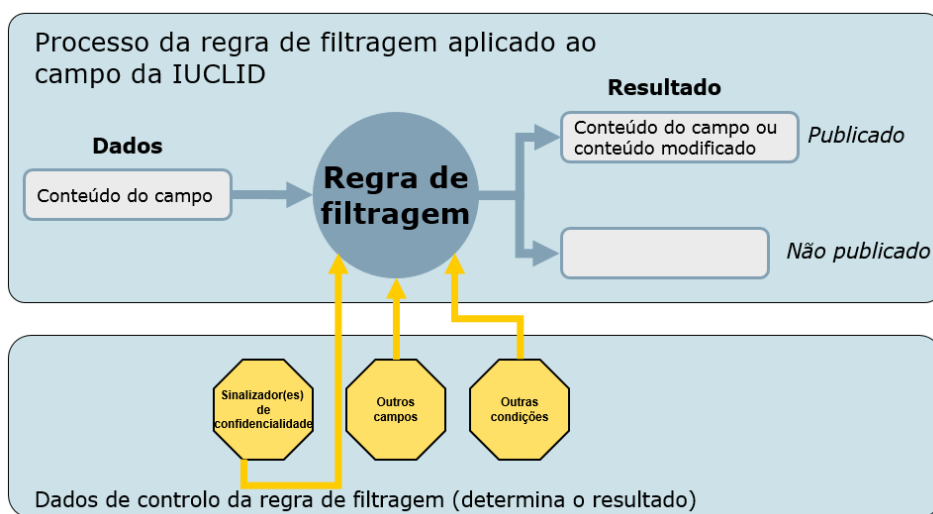 Processo da regra de filtragem aplicado ao
campo da IUCLID
Dados
Conteúdo do campo
Regra de
filtragem
Resultado
Conteúdo do campo ou
conteúdo modificado
Publicado
Não publicado
Sinalizador(es)
de
confidencialidade
Outros
campos
Outras
condições
Dados de controlo da regra de filtragem (determina o resultado)